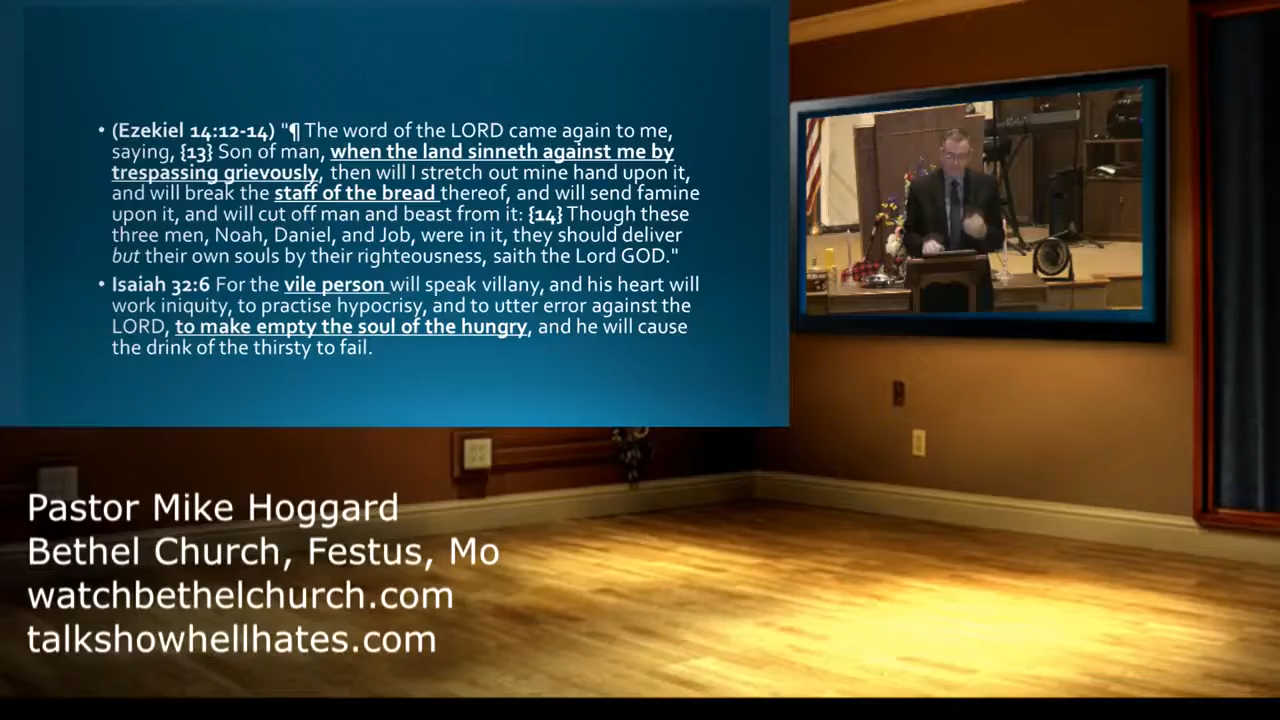 • (Ezekiel 14:12-14) "¶ The word of the LORD came again to me,
saying, {13} Son of man, when the land sinneth against me by
trespassing grievously, then will I stretch out mine hand upon it,
and will break the staff of the bread thereof, and will send famine
upon it, and will cut off man and beast from it: {14} Though these
three men, Noah, Daniel, and Job, were in it, they should deliver
but their own souls by their righteousness, saith the Lord GOD."
• Isaiah 32:6 For the vile person will speak villany, and his heart will
work iniquity, to practise hypocrisy, and to utter error against the
LORD, to make empty the soul of the hungry, and he will cause
the drink of the thirsty to fail.
Pastor Mike Hoggard
Bethel Church, Festus, Mo
watchbethelchurch.com
talkshowhellhates.com